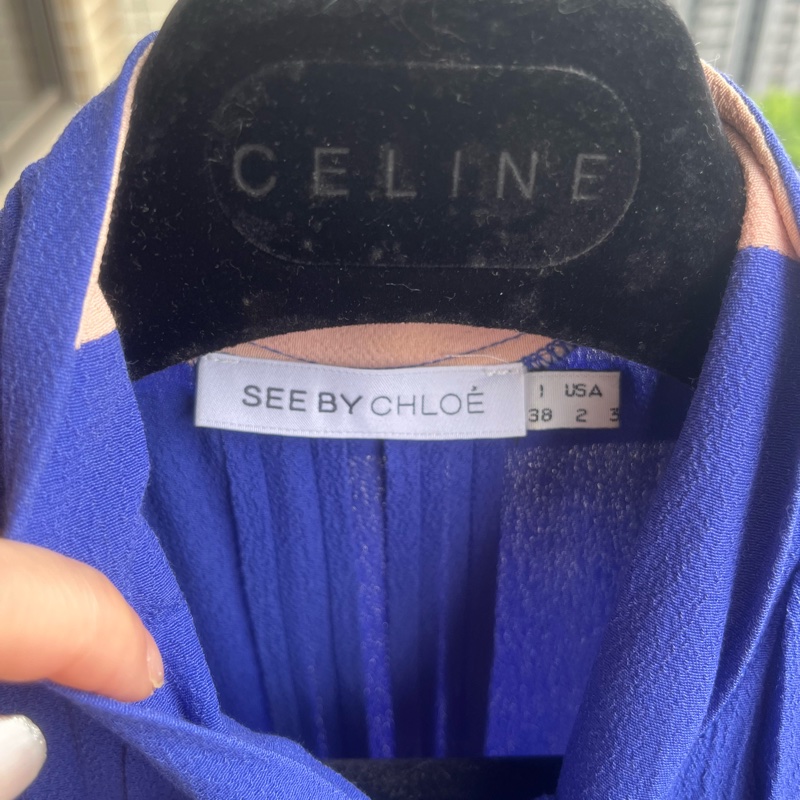 CELINE
SEE BY CHLOÉ
I USA
38 2 3